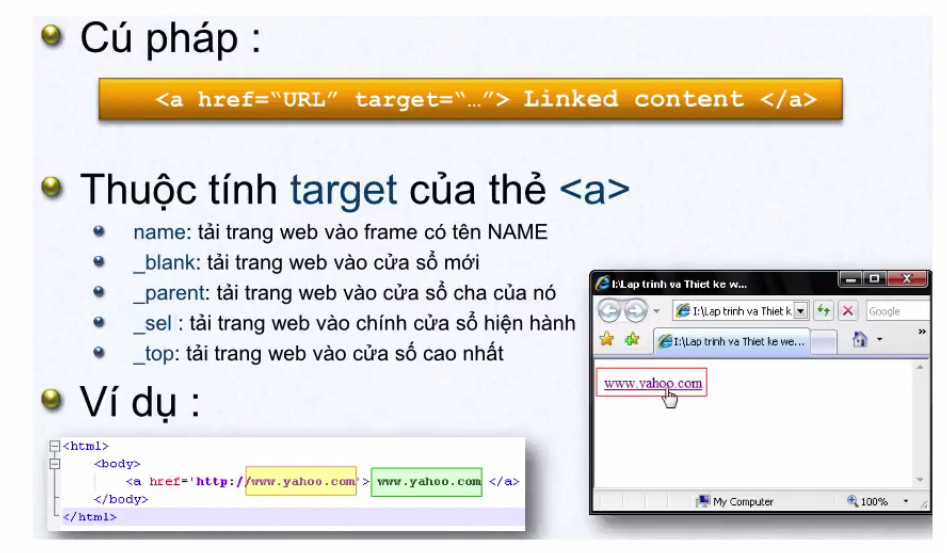 Cú pháp :
<a href="URL" target="…"> Linked content </a>
Thuộc tính target của thẻ <a>
name: tải trang web vào frame có tên NAME
_blank: tải trang web vào cửa sổ mới
_parent: tải trang web vào cửa sổ cha của nó
_sel : tải trang web vào chính cửa sổ hiện hành
_top: tải trang web vào cửa số cao nhất
Ví dụ :
<html>
<body>
<a href='http://www.yahoo.com'> www.yahoo.com </a>
</body>
</html>
I:\Lap trinh va Thiet ke w...
I:\Lap trinh va Thiet k
Google
I:\Lap trinh va Thiet ke we...
www.yahoo.com
My Computer
100%